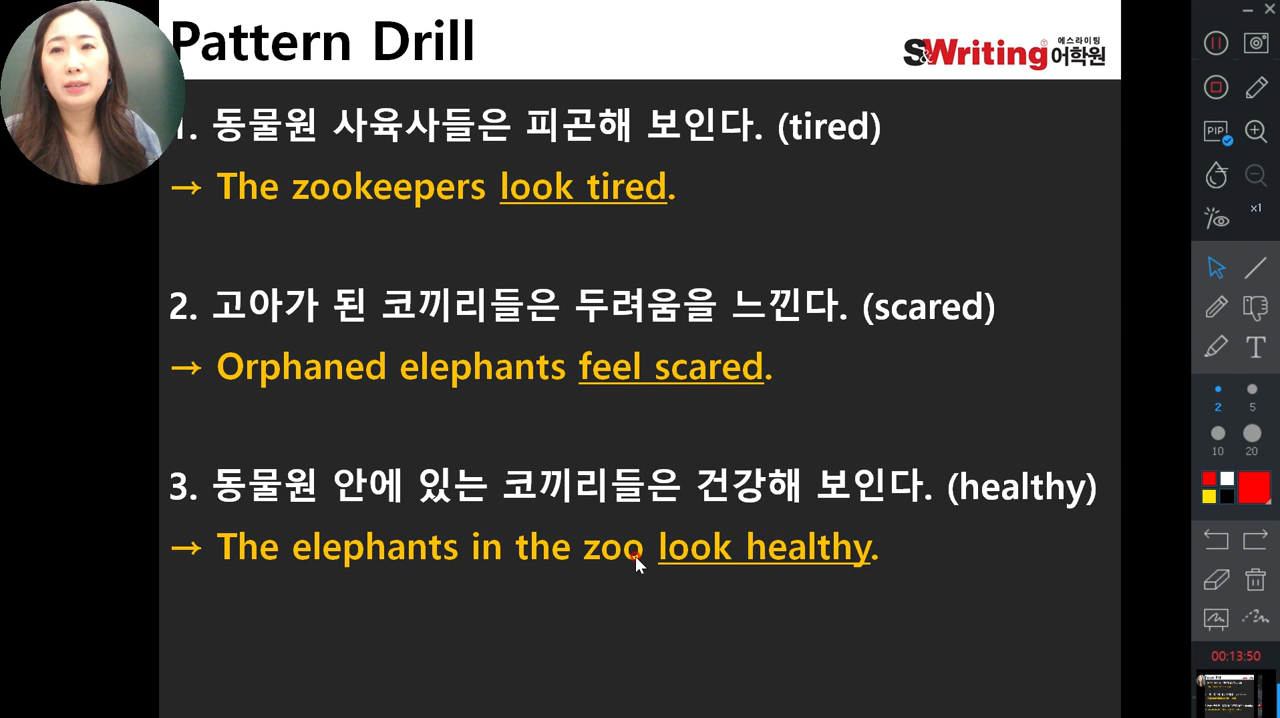 Pattern Drill
S&Writing 에스라이팅 어학원
1. 동물원 사육사들은 피곤해 보인다. (tired)
→ The zookeepers look tired.
2. 고아가 된 코끼리들은 두려움을 느낀다. (scared)
→ Orphaned elephants feel scared.
3. 동물원 안에 있는 코끼리들은 건강해 보인다. (healthy)
→ The elephants in the zoo look healthy.
PIP
x1
T
2 5
10 20
00:13:50